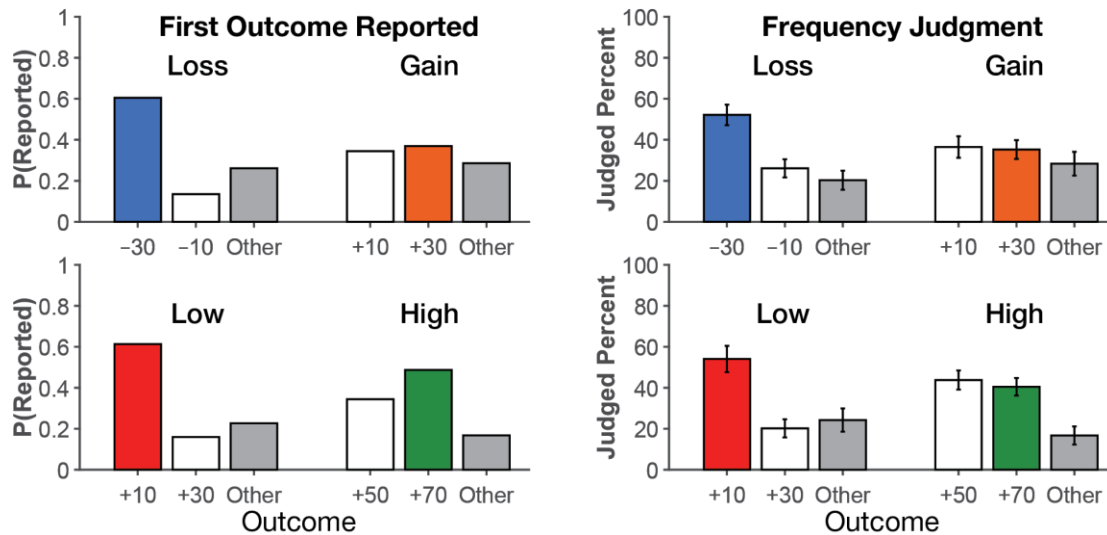 First Outcome Reported
Loss Gain
P(Reported)
1
0.8
0.6
0.4
0.2
0
−30 −10 Other +10 +30 Other
Frequency Judgment
Loss Gain
Judged Percent
100
80
60
40
20
0
−30 −10 Other +10 +30 Other
Low High
P(Reported)
1
0.8
0.6
0.4
0.2
0
+10 +30 Other +50 +70 Other
Outcome
Low High
Judged Percent
100
80
60
40
20
0
+10 +30 Other +50 +70 Other
Outcome